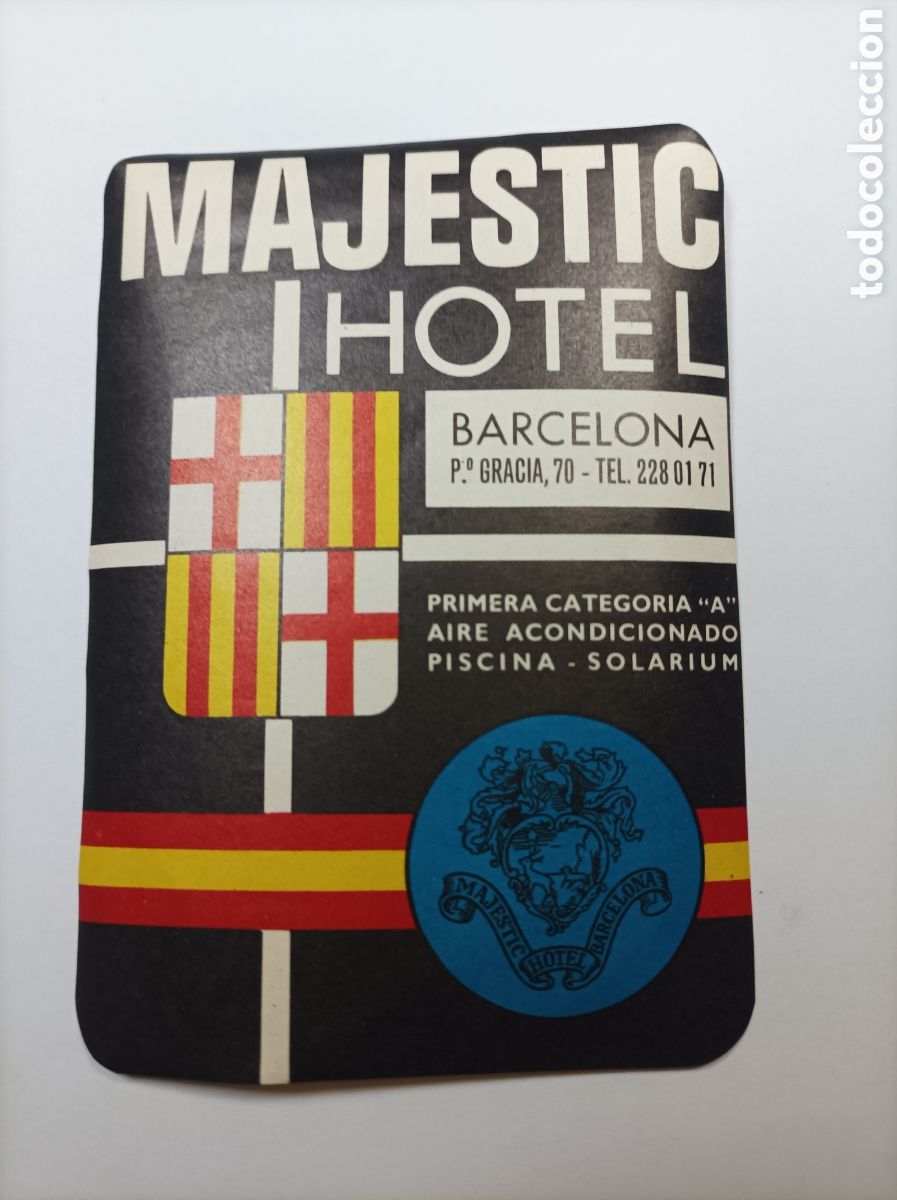 MAJESTIC
HOTEL
BARCELONA
P.º GRACIA, 70 - TEL. 228 01 71
PRIMERA CATEGORIA "A"
AIRE ACONDICIONADO
PISCINA - SOLARIUM
MAJESTIC HOTEL BARCELONA
todocoleccion